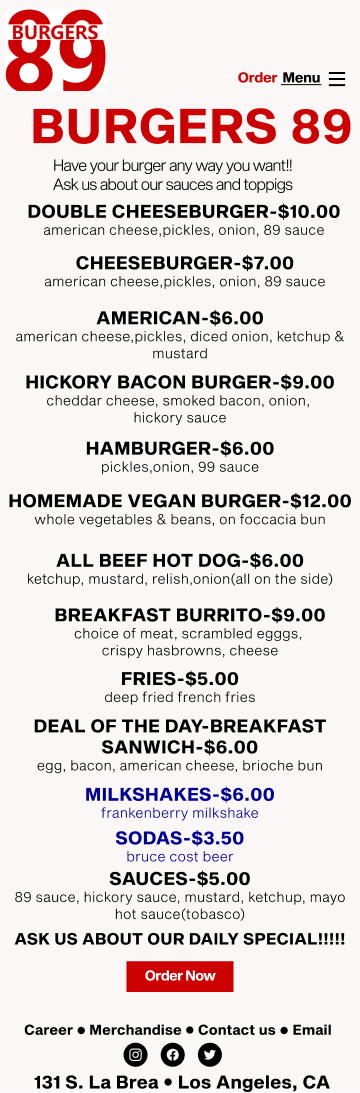 BURGERS
89
Order Menu
BURGERS 89
Have your burger any way you want!!
Ask us about our sauces and toppigs
DOUBLE CHEESEBURGER-$10.00
american cheese,pickles, onion, 89 sauce
CHEESEBURGER-$7.00
american cheese,pickles, onion, 89 sauce
AMERICAN-$6.00
american cheese,pickles, diced onion, ketchup &
mustard
HICKORY BACON BURGER-$9.00
cheddar cheese, smoked bacon, onion,
hickory sauce
HAMBURGER-$6.00
pickles,onion, 99 sauce
HOMEMADE VEGAN BURGER-$12.00
whole vegetables & beans, on foccacia bun
ALL BEEF HOT DOG-$6.00
ketchup, mustard, relish,onion(all on the side)
BREAKFAST BURRITO-$9.00
choice of meat, scrambled egggs,
crispy hasbrowns, cheese
FRIES-$5.00
deep fried french fries
DEAL OF THE DAY-BREAKFAST
SANWICH-$6.00
egg, bacon, american cheese, brioche bun
MILKSHAKES-$6.00
frankenberry milkshake
SODAS-$3.50
bruce cost beer
SAUCES-$5.00
89 sauce, hickory sauce, mustard, ketchup, mayo
hot sauce(tobasco)
ASK US ABOUT OUR DAILY SPECIAL!!!!!
Order Now
Career • Merchandise • Contact us • Email
131 S. La Brea • Los Angeles, CA